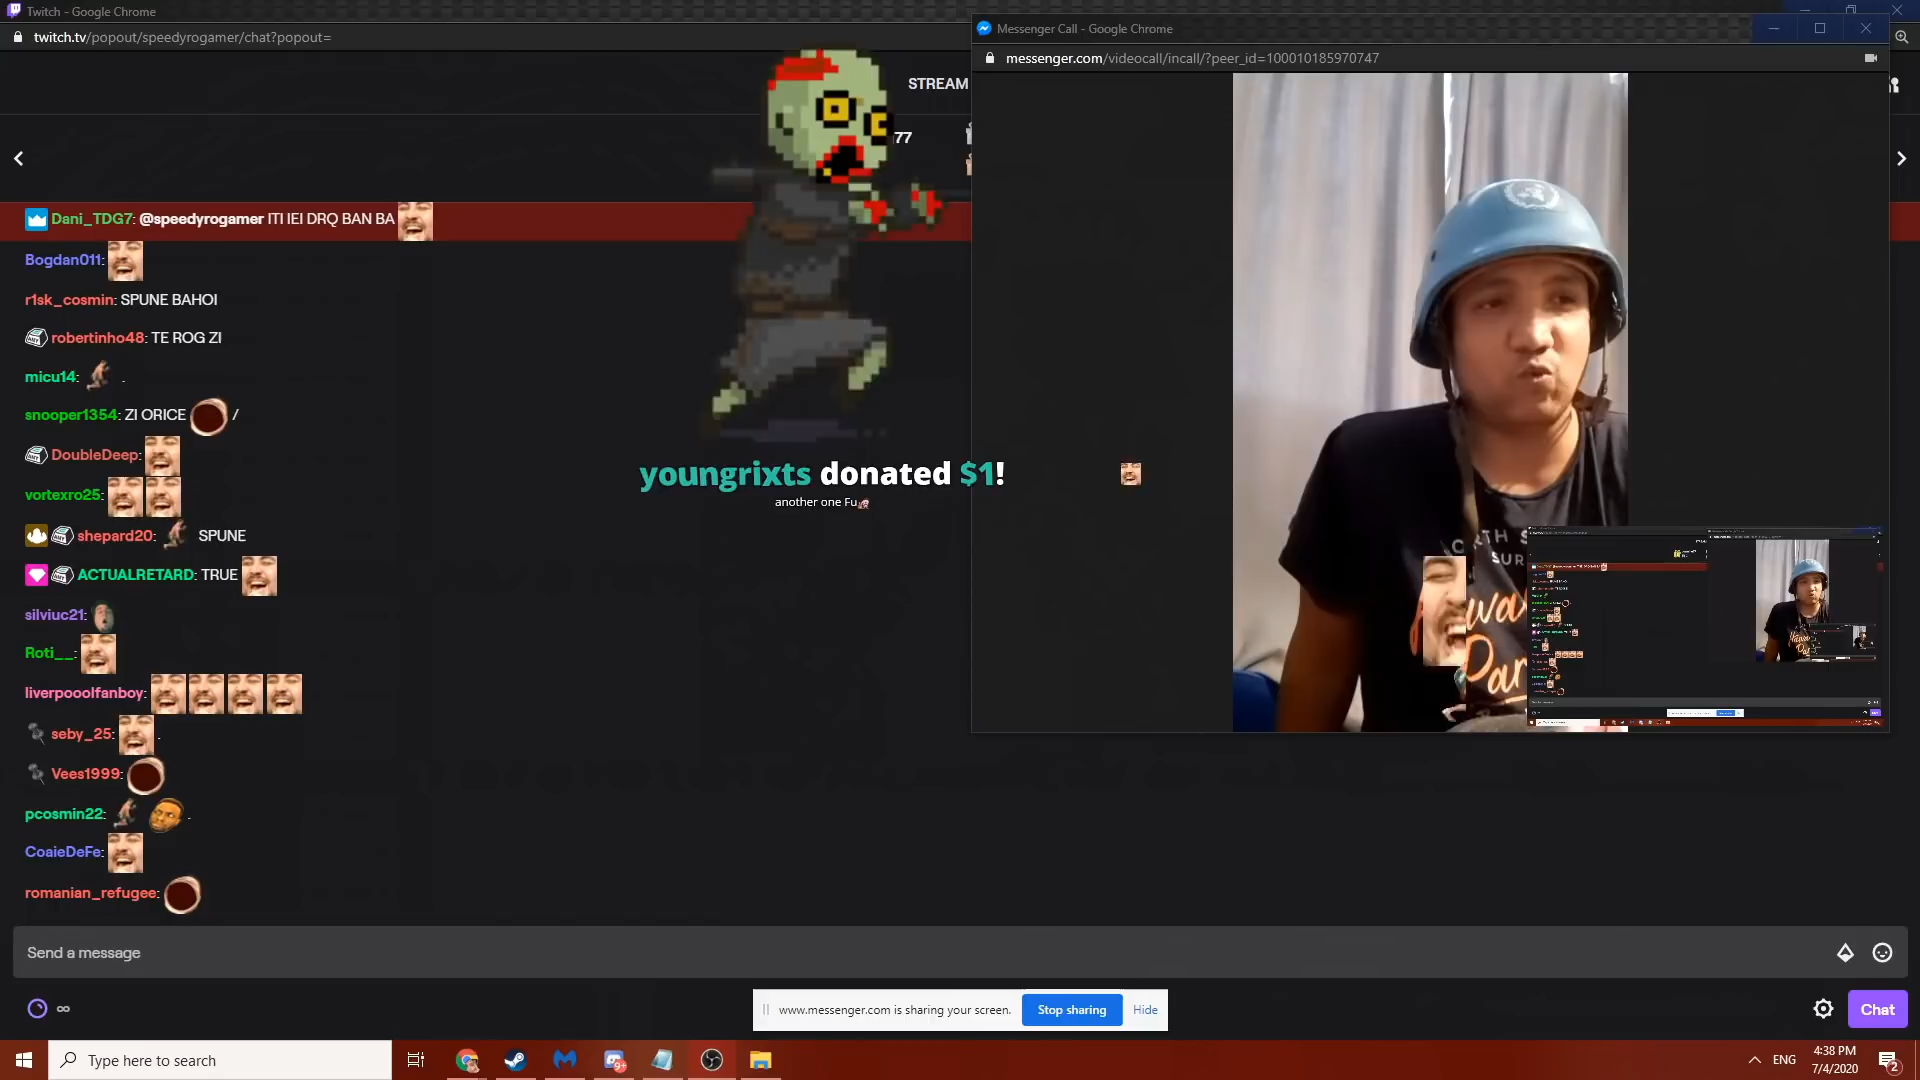 Twitch - Google Chrome
twitch.tv/popout/speedyrogamer/chat?popout=
Messenger Call - Google Chrome
messenger.com/videocall/incall/?peer_id=100010185970747
STREAM
77
Dani_TDG7: @speedyrogamer ITI IEI DRQ BAN BA
Bogdan011:
r1sk_cosmin: SPUNE BAHOI
robertinho48: TE ROG ZI
micu14: .
snooper1354: ZI ORICE /
DoubleDeep:
vortexro25:
shepard20: SPUNE
ACTUALRETARD: TRUE
silviuc21:
Roti__:
liverpooolfanboy:
seby_25: .
Vees1999:
pcosmin22: .
CoaieDeFe:
romanian_refugee:
youngrixts donated $1!
another one Fu
Send a message
∞
Chat
www.messenger.com is sharing your screen.
Stop sharing
Hide
Type here to search
9+
ENG
4:38 PM
7/4/2020
2